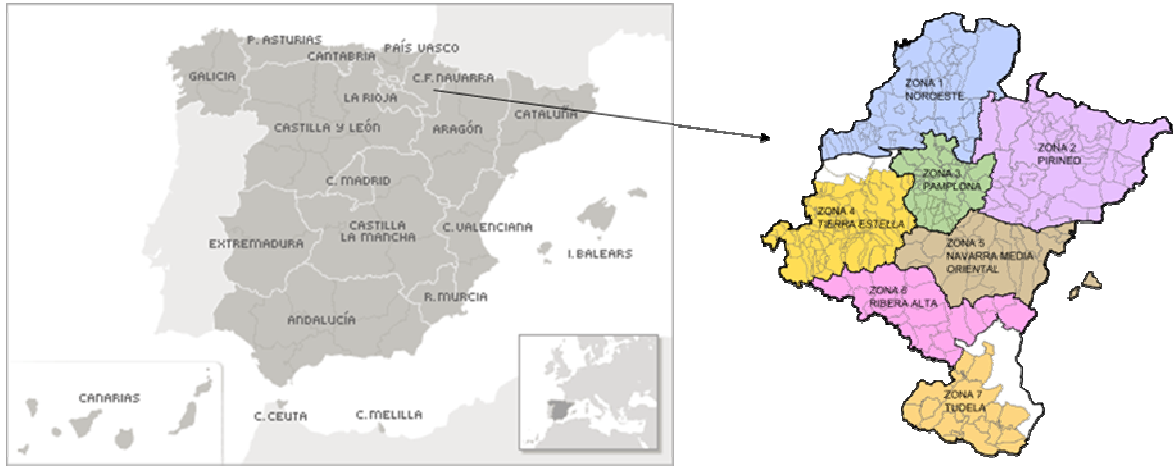 P. ASTURIAS
CANTABRIA
PAÍS VASCO
GALICIA
C.F. NAVARRA
LA RIOJA
CATALUÑA
CASTILLA Y LEÓN
ARAGÓN
C. MADRID
CASTILLA
LA MANCHA
C. VALENCIANA
EXTREMADURA
I. BALEARS
R. MURCIA
ANDALUCÍA
CANARIAS
C. CEUTA
C. MELILLA
ZONA 1
NOROESTE
ZONA 2
PIRINEO
ZONA 3
PAMPLONA
ZONA 4
TIERRA ESTELLA
ZONA 5
NAVARRA MEDIA
ORIENTAL
ZONA 6
RIBERA ALTA
ZONA 7
TUDELA